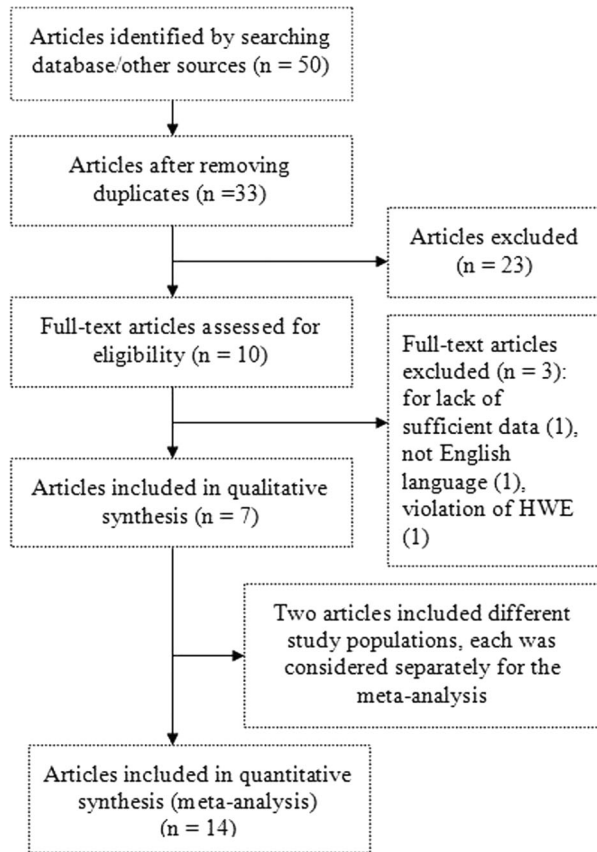 Articles identified by searching
database/other sources (n = 50)
Articles after removing
duplicates (n =33)
Articles excluded
(n = 23)
Full-text articles assessed for
eligibility (n = 10)
Full-text articles
excluded (n = 3):
for lack of
sufficient data (1),
not English
language (1),
violation of HWE
(1)
Articles included in qualitative
synthesis (n = 7)
Two articles included different
study populations, each was
considered separately for the
meta-analysis
Articles included in quantitative
synthesis (meta-analysis)
(n = 14)